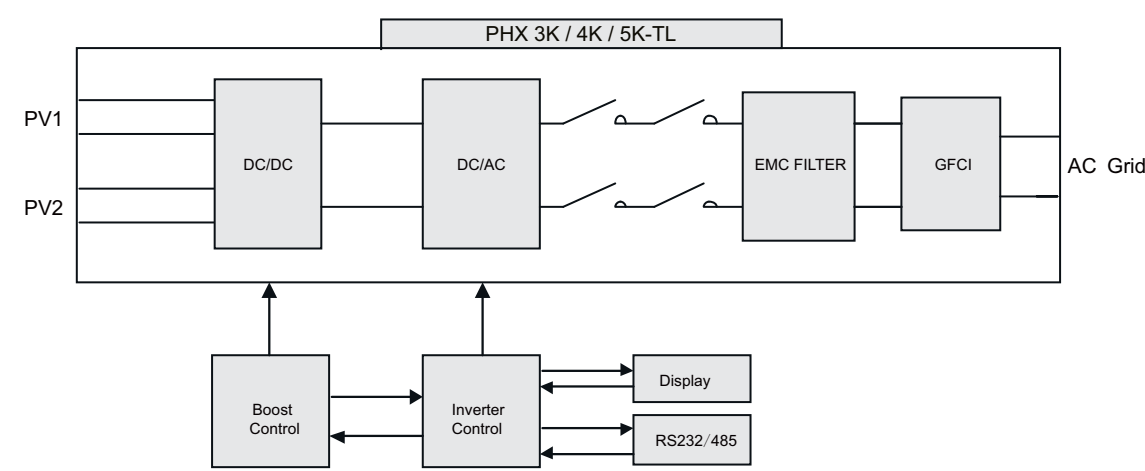 PHX 3K / 4K / 5K-TL
PV1
PV2
DC/DC
DC/AC
EMC FILTER
GFCI
AC Grid
Boost
Control
Inverter
Control
Display
RS232/485